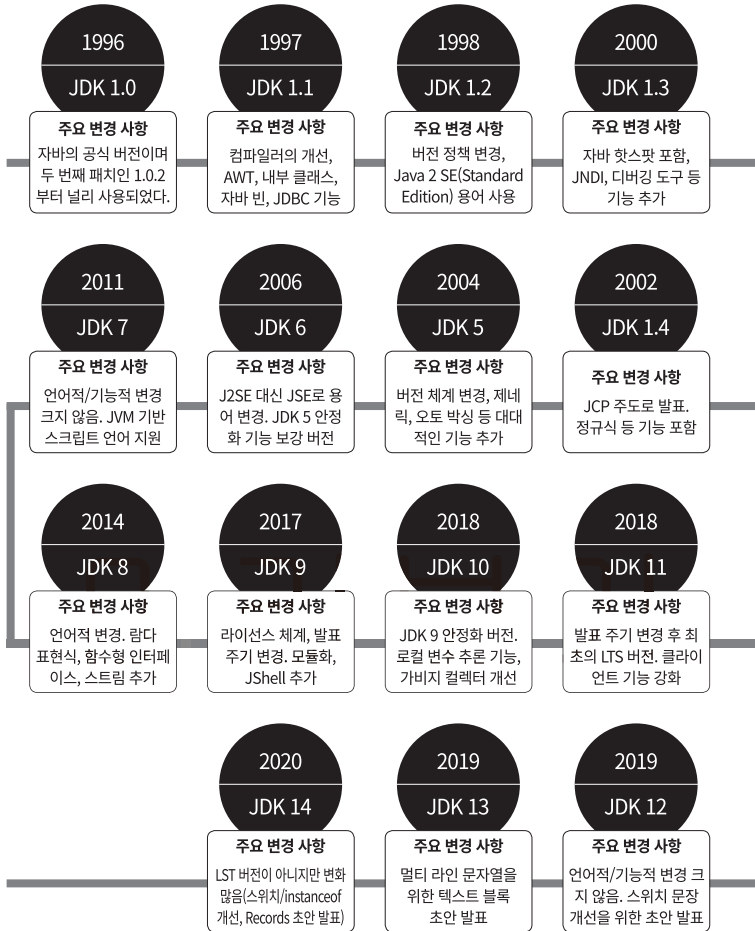 1996
JDK 1.0
주요 변경 사항
자바의 공식 버전이며
두 번째 패치인 1.0.2
부터 널리 사용되었다.
1997
JDK 1.1
주요 변경 사항
컴파일러의 개선,
AWT, 내부 클래스,
자바 빈, JDBC 기능
1998
JDK 1.2
주요 변경 사항
버전 정책 변경,
Java 2 SE(Standard
Edition) 용어 사용
2000
JDK 1.3
주요 변경 사항
자바 핫스팟 포함,
JNDI, 디버깅 도구 등
기능 추가
2011
JDK 7
주요 변경 사항
언어적/기능적 변경
크지 않음. JVM 기반
스크립트 언어 지원
2006
JDK 6
주요 변경 사항
J2SE 대신 JSE로 용
어 변경. JDK 5 안정
화 기능 보강 버전
2004
JDK 5
주요 변경 사항
버전 체계 변경, 제네
릭, 오토 박싱 등 대대
적인 기능 추가
2002
JDK 1.4
주요 변경 사항
JCP 주도로 발표.
정규식 등 기능 포함
2014
JDK 8
주요 변경 사항
언어적 변경. 람다
표현식, 함수형 인터페
이스, 스트림 추가
2017
JDK 9
주요 변경 사항
라이선스 체계, 발표
주기 변경. 모듈화,
JShell 추가
2018
JDK 10
주요 변경 사항
JDK 9 안정화 버전.
로컬 변수 추론 기능,
가비지 컬렉터 개선
2018
JDK 11
주요 변경 사항
발표 주기 변경 후 최
초의 LTS 버전. 클라이
언트 기능 강화
2020
JDK 14
주요 변경 사항
LST 버전이 아니지만 변화
많음(스위치/instanceof
개선, Records 초안 발표)
2019
JDK 13
주요 변경 사항
멀티 라인 문자열을
위한 텍스트 블록
초안 발표
2019
JDK 12
주요 변경 사항
언어적/기능적 변경 크
지 않음. 스위치 문장
개선을 위한 초안 발표